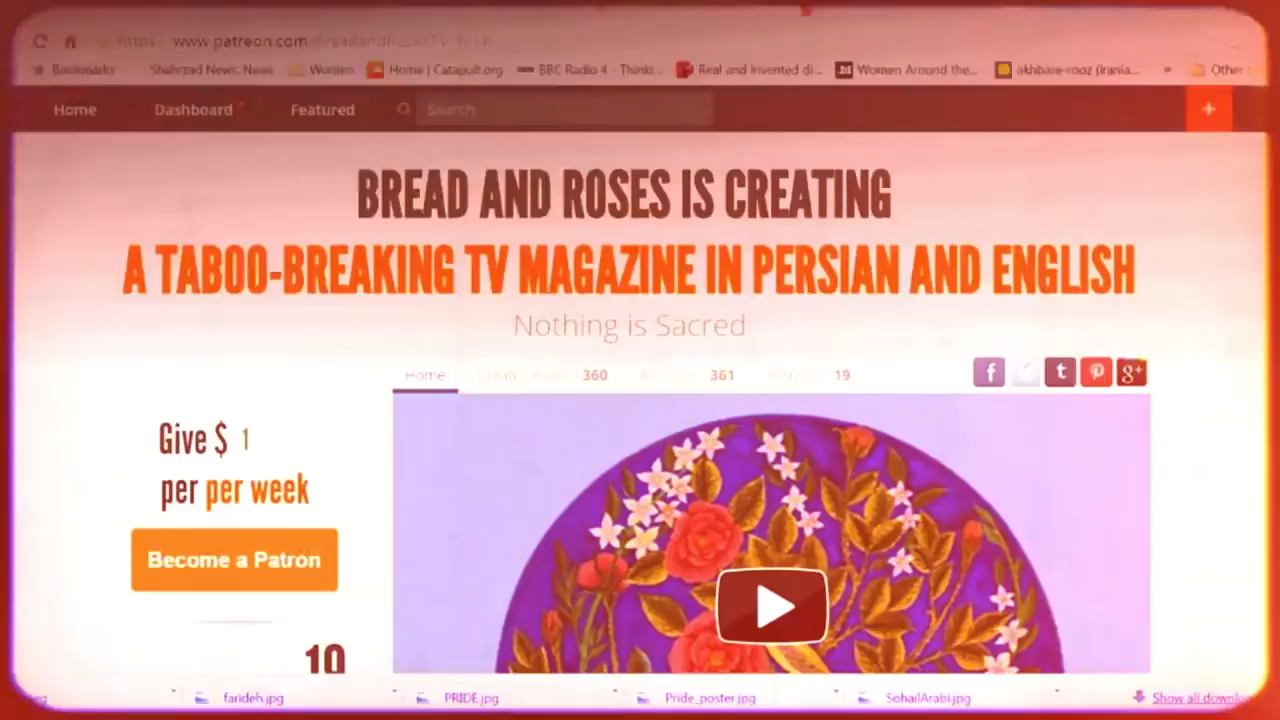 www.patreon.com
Bookmarks Shahrzad News: News Women Home | Catapult.org BBC Radio 4 - Thinki... Real and Invented di... Women Around the... akhbare-rooz (Irania... » Other
Home Dashboard Featured Search +
BREAD AND ROSES IS CREATING
A TABOO-BREAKING TV MAGAZINE IN PERSIAN AND ENGLISH
Nothing is Sacred
Home 360 361 19
Give $ 1
per per week
Become a Patron
10
farideh.jpg PRIDE.jpg Pride_poster.jpg SohailArabi.jpg Show all downlo